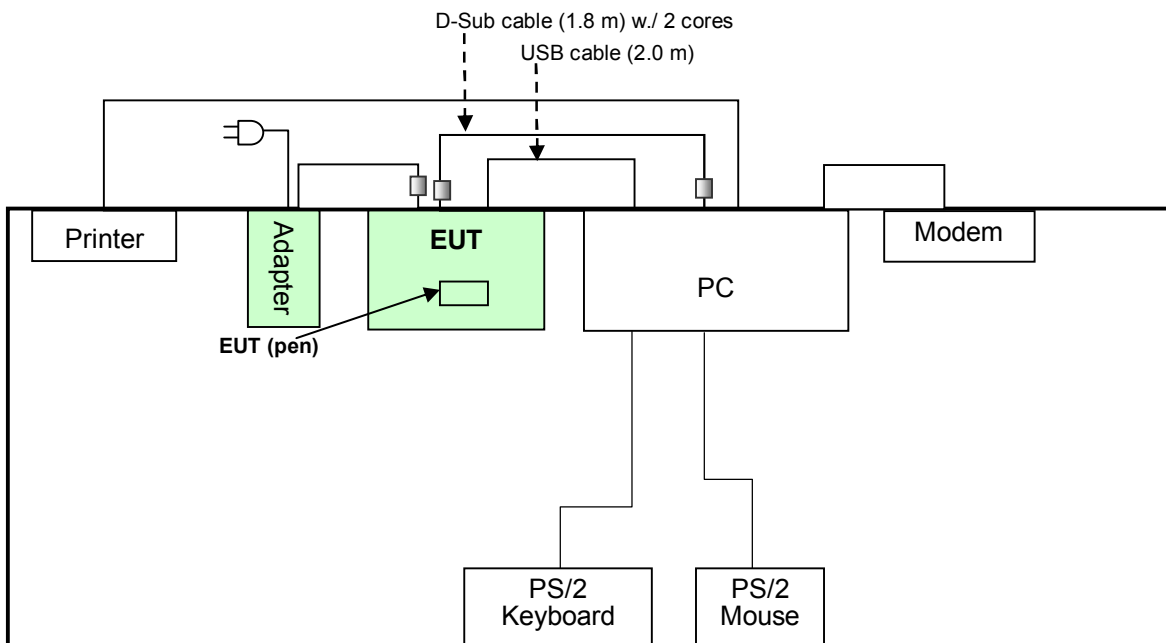 D-Sub cable (1.8 m) w./ 2 cores
USB cable (2.0 m)
Printer
Adapter
EUT
EUT (pen)
PC
Modem
PS/2
Keyboard
PS/2
Mouse